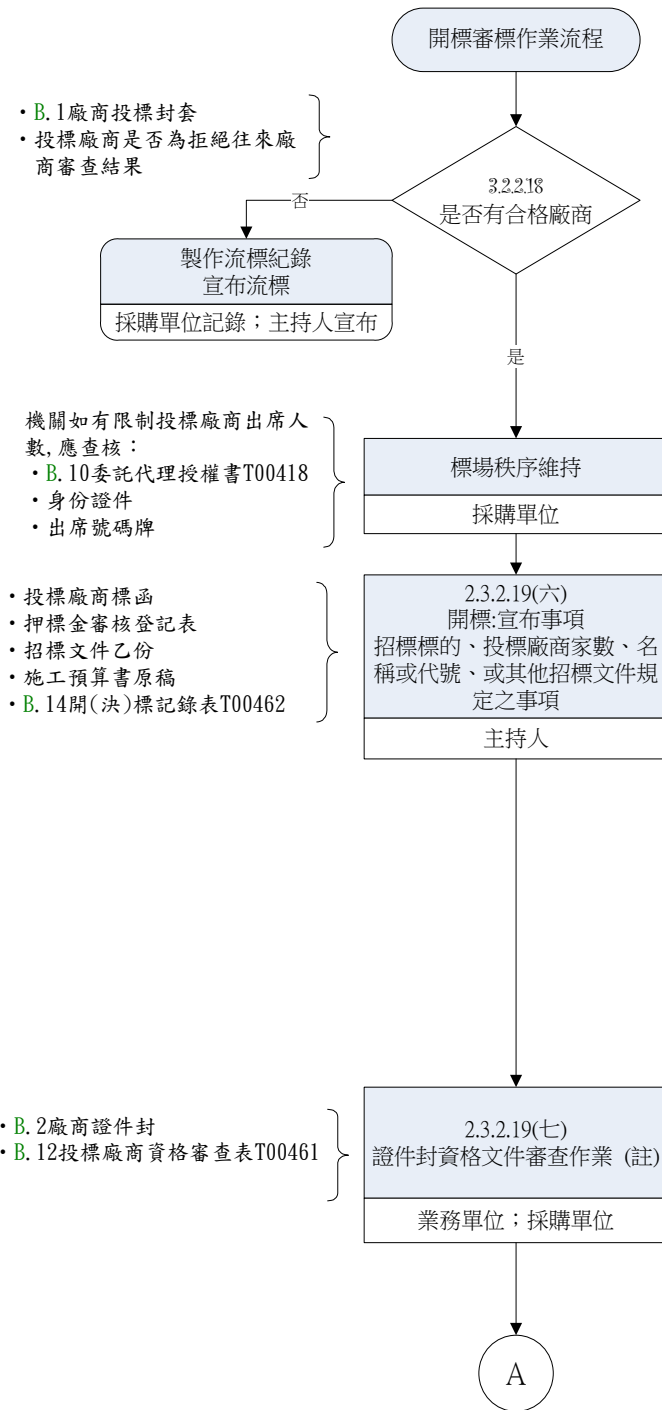 開標審標作業流程
・B.1廠商投標封套
・投標廠商是否為拒絕往來廠
商審查結果
3.2.2.18
是否有合格廠商
否
製作流標紀錄
宣布流標
採購單位記錄；主持人宣布
是
機關如有限制投標廠商出席人
數,應查核：
・B.10委託代理授權書T00418
・身份證件
・出席號碼牌
標場秩序維持
採購單位
・投標廠商標函
・押標金審核登記表
・招標文件乙份
・施工預算書原稿
・B.14開(決)標記錄表T00462
2.3.2.19(六)
開標:宣布事項
招標標的、投標廠商家數、名
稱或代號、或其他招標文件規
定之事項
主持人
・B.2廠商證件封
・B.12投標廠商資格審查表T00461
2.3.2.19(七)
證件封資格文件審查作業 (註)
業務單位；採購單位
A